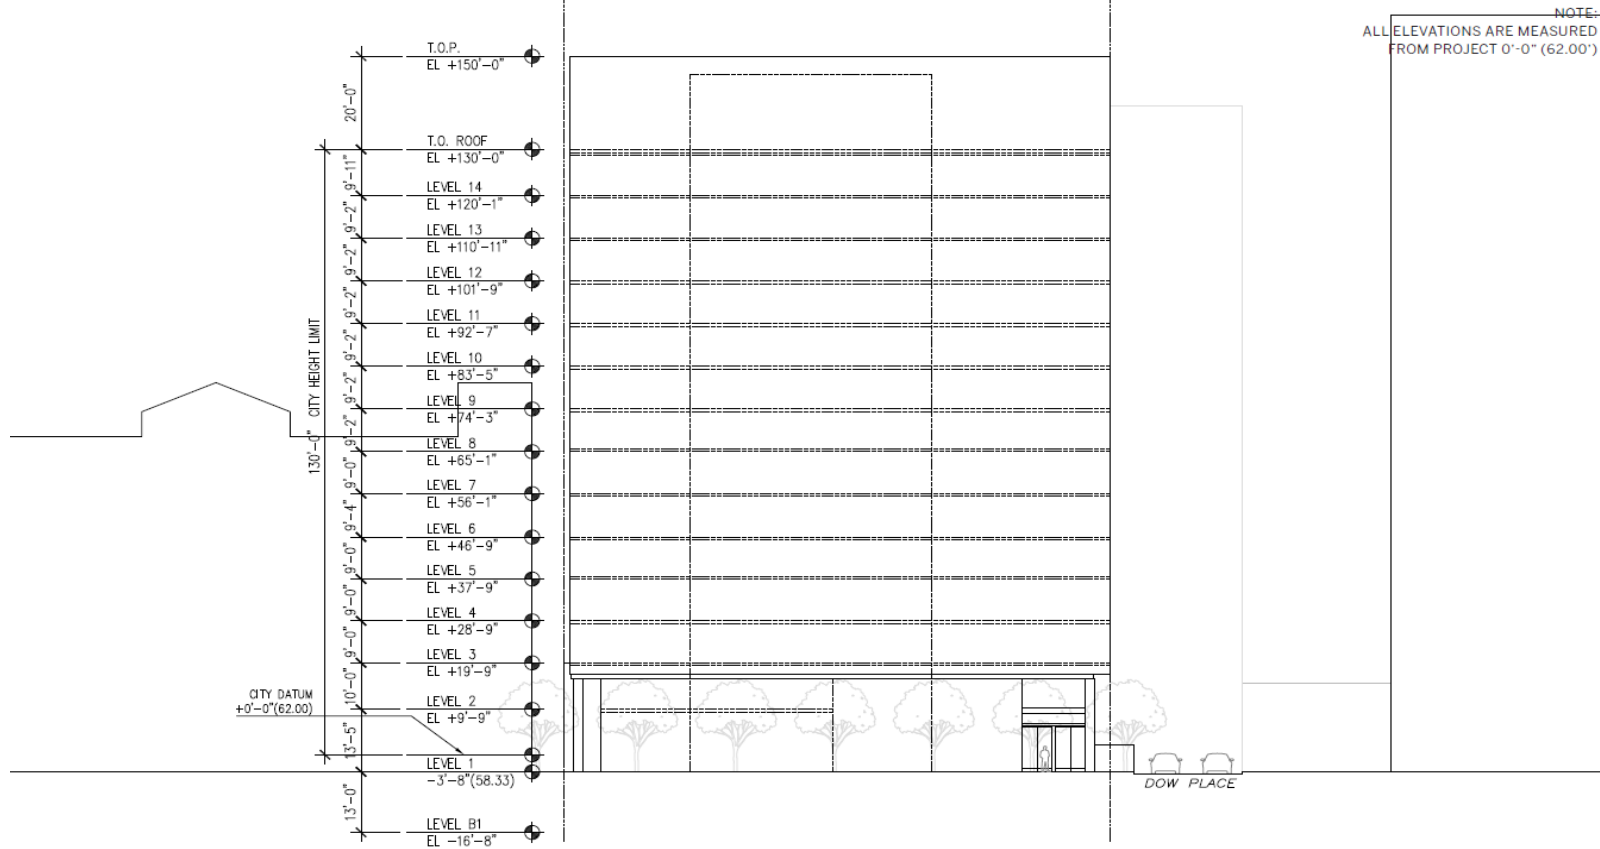 NOTE:
ALL ELEVATIONS ARE MEASURED
FROM PROJECT 0'-0" (62.00')
T.O.P.
EL +150'-0"
20'-0"
T.O. ROOF
EL +130'-0"
9'-11"
LEVEL 14
EL +120'-1"
9'-2"
LEVEL 13
EL +110'-11"
9'-2"
LEVEL 12
EL +101'-9"
9'-2"
LEVEL 11
EL +92'-7"
9'-2"
LEVEL 10
EL +83'-5"
9'-2"
LEVEL 9
EL +74'-3"
9'-2"
LEVEL 8
EL +65'-1"
9'-0"
LEVEL 7
EL +56'-1"
9'-4"
LEVEL 6
EL +46'-9"
9'-0"
LEVEL 5
EL +37'-9"
9'-0"
LEVEL 4
EL +28'-9"
9'-0"
LEVEL 3
EL +19'-9"
10'-0"
LEVEL 2
EL +9'-9"
13'-5"
LEVEL 1
-3'-8"(58.33)
13'-0"
LEVEL B1
EL -16'-8"
130'-0" CITY HEIGHT LIMIT
CITY DATUM
+0'-0"(62.00)
DOW PLACE